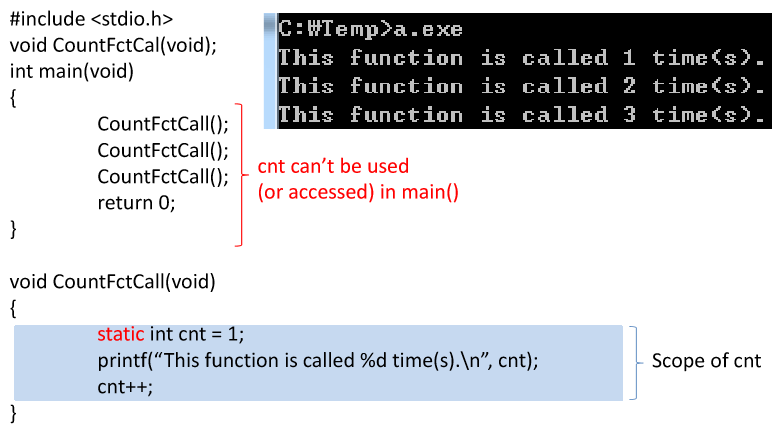 #include <stdio.h>
void CountFctCal(void);
int main(void)
{
CountFctCall();
CountFctCall();
CountFctCall();
return 0;
}
C:₩Temp>a.exe
This function is called 1 time(s).
This function is called 2 time(s).
This function is called 3 time(s).
cnt can’t be used
(or accessed) in main()
void CountFctCall(void)
{
static int cnt = 1;
printf(“This function is called %d time(s).\n”, cnt);
cnt++;
}
Scope of cnt